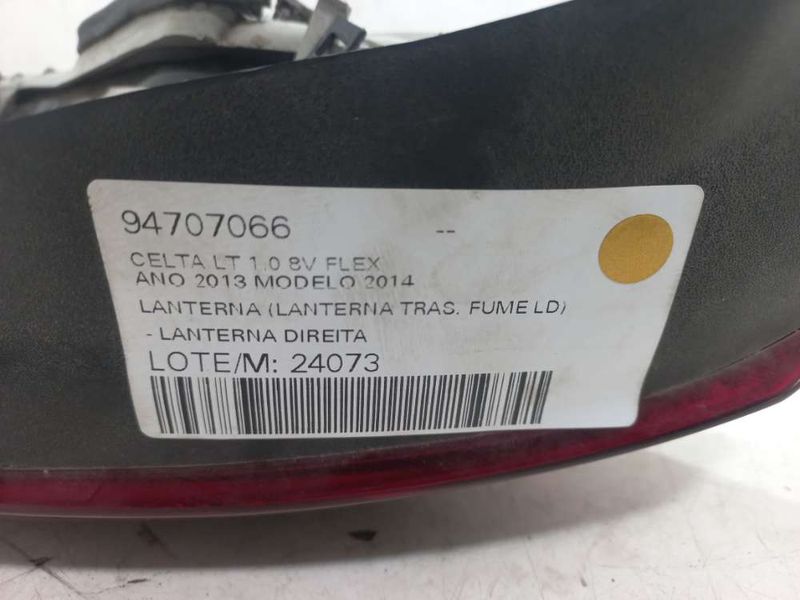 94707066 --
CELTA LT 1.0 8V FLEX
ANO 2013 MODELO 2014
LANTERNA (LANTERNA TRAS. FUME LD)
- LANTERNA DIREITA
LOTE/M: 24073